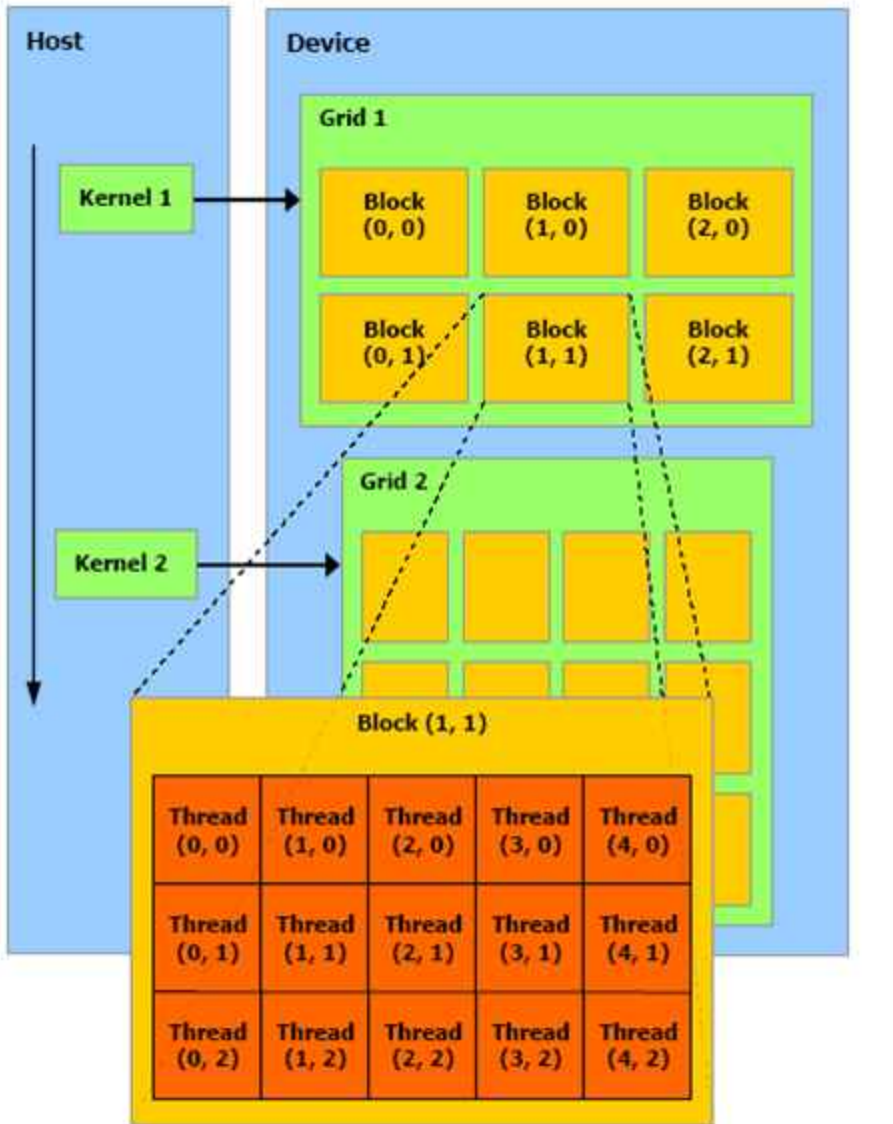 Host
Device
Grid 1
Kernel 1
Block
(0, 0)
Block
(1, 0)
Block
(2, 0)
Block
(0, 1)
Block
(1, 1)
Block
(2, 1)
Grid 2
Kernel 2
Block (1, 1)
Thread
(0, 0)
Thread
(1, 0)
Thread
(2, 0)
Thread
(3, 0)
Thread
(4, 0)
Thread
(0, 1)
Thread
(1, 1)
Thread
(2, 1)
Thread
(3, 1)
Thread
(4, 1)
Thread
(0, 2)
Thread
(1, 2)
Thread
(2, 2)
Thread
(3, 2)
Thread
(4, 2)